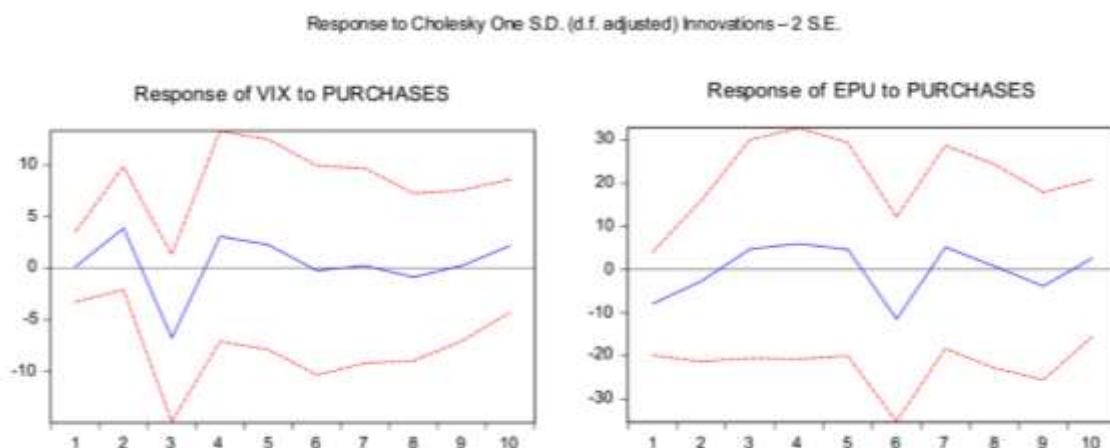 Response to Cholesky One S.D. (d.f. adjusted) Innovations – 2 S.E.
Response of VIX to PURCHASES
10
5
0
-5
-10
1 2 3 4 5 6 7 8 9 10
Response of EPU to PURCHASES
30
20
10
0
-10
-20
-30
1 2 3 4 5 6 7 8 9 10